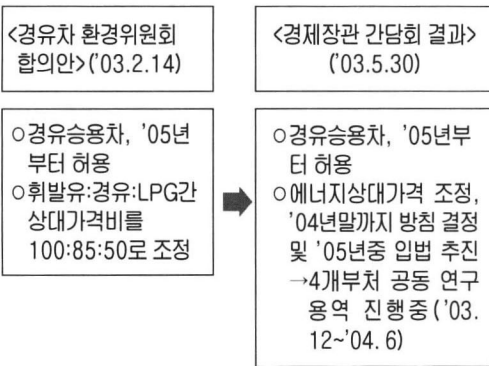 <경유차 환경위원회
합의안>('03.2.14)
<경제장관 간담회 결과>
('03.5.30)
○경유승용차, '05년
부터 허용
○휘발유:경유:LPG간
상대가격비를
100:85:50로 조정
○경유승용차, '05년부
터 허용
○에너지상대가격 조정,
'04년말까지 방침 결정
및 '05년중 입법 추진
→4개부처 공동 연구
용역 진행중('03.
12~'04. 6)